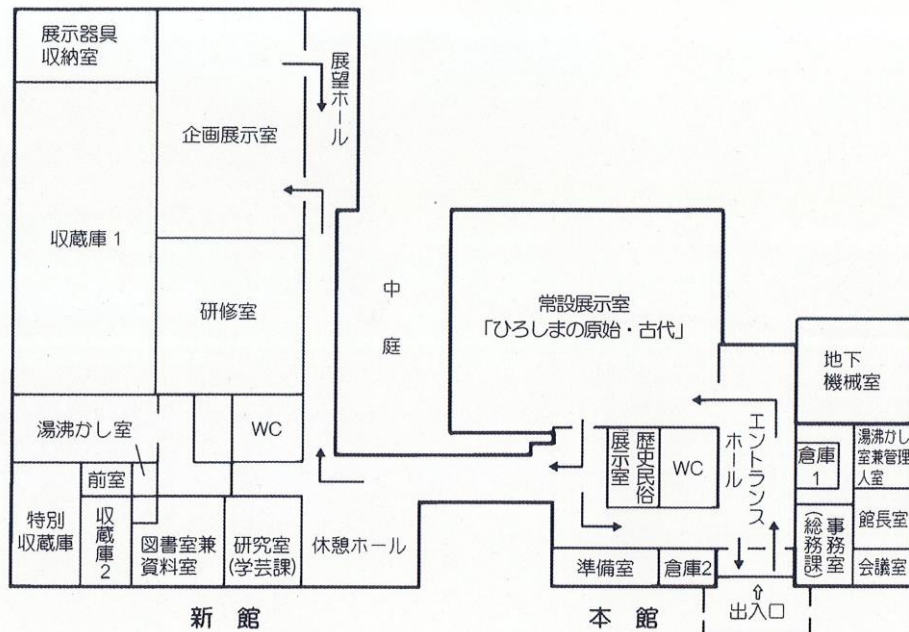 展示器具
収納室
企画展示室
展望ホール
収蔵庫 1
研修室
中庭
常設展示室
「ひろしまの原始・古代」
地下
機械室
湯沸かし室
WC
前室
特別
収蔵庫
収蔵庫2
図書室兼
資料室
研究室
(学芸課)
休憩ホール
歴史民俗
展示室
WC
エントランス
ホール
倉庫
1
湯沸かし
室兼管理
人室
事務室
(総務課)
館長室
会議室
準備室
倉庫2
出入口
新 館
本 館